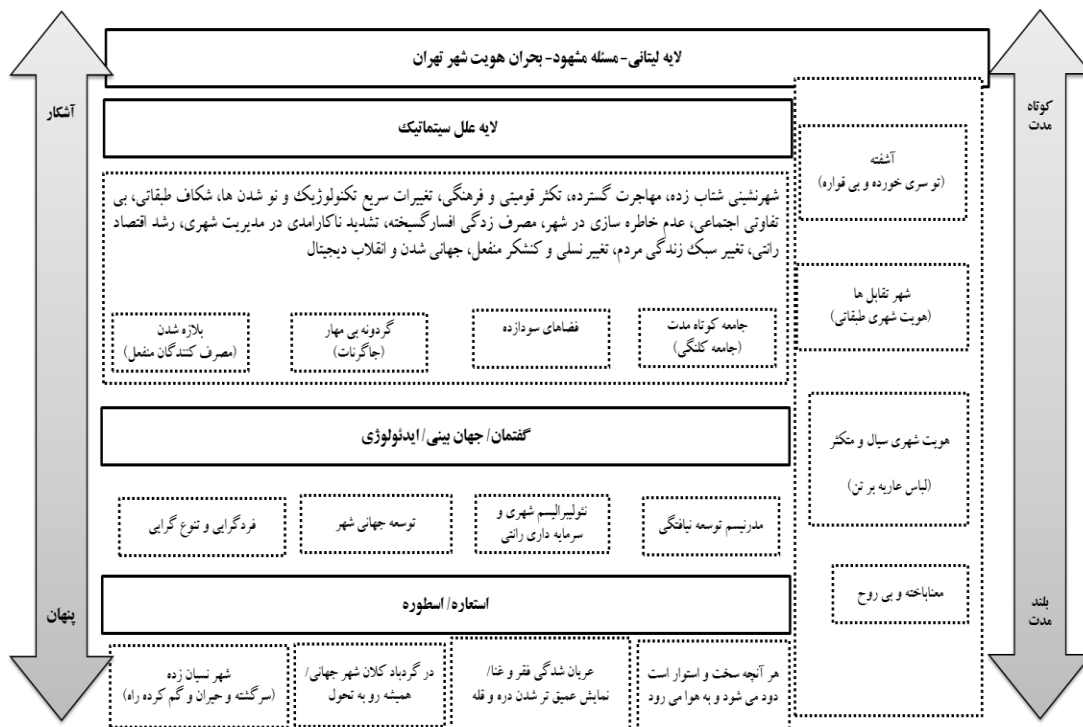 لایه لیتانی- مسئله مشهود- بحران هویت شهر تهران
کوتاه
مدت
بلند
مدت
آشکار
پنهان
آشفته
(تو سری خورده و بی قواره)
شهر تقابل ها
(هویت شهری طبقاتی)
هویت شهری سیال و متکثر
(لباس عاریه بر تن)
معناباخته و بی روح
لایه علل سیتماتیک
شهرنشینی شتاب زده، مهاجرت گسترده، تکثر قومیتی و فرهنگی، تغییرات سریع تکنولوژیک و نو شدن ها، شکاف طبقاتی، بی
تفاوتی اجتماعی، عدم خاطره سازی در شهر، مصرف زدگی افسارگسیخته، تشدید ناکارامدی در مدیریت شهری، رشد اقتصاد
رانتی، تغییر سبک زندگی مردم، تغییر نسلی و کنشکر منفعل، جهانی شدن و انقلاب دیجیتال
جامعه کوتاه مدت
(جامعه کلنگی)
فضاهای سودازده
گردونه بی مهار
(جاگرنات)
بلازه شدن
(مصرف کنندگان منفعل)
گفتمان/ جهان بینی/ ایدئولوژی
مدرنیسم توسعه نیافتگی
نئولیبرالیسم شهری و
سرمایه داری رانتی
توسعه جهانی شهر
فردگرایی و تنوع گرایی
استعاره/ اسطوره
هر آنچه سخت و استوار است
دود می شود و به هوا می رود
عریان شدگی فقر و غنا/
نمایش عمیق تر شدن دره و قله
در گردباد کلان شهر جهانی/
همیشه رو به تحول
شهر نسیان زده
(سرگشته و حیران و گم کرده راه)